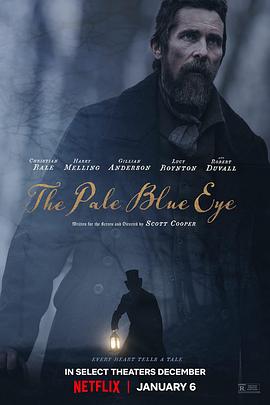 CHRISTIAN BALE HARRY MELLING GILLIAN ANDERSON LUCY BOYNTON AND ROBERT DUVALL
The Pale Blue Eye
WRITTEN FOR THE SCREEN AND DIRECTED BY SCOTT COOPER
EVERY HEART TELLS A TALE
IN SELECT THEATERS DECEMBER
NETFLIX | JANUARY 6
R